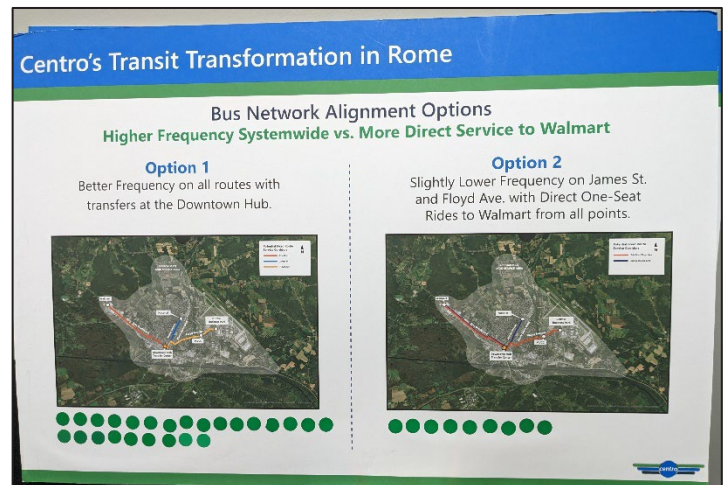 Centro's Transit Transformation in Rome
Bus Network Alignment Options
Higher Frequency Systemwide vs. More Direct Service to Walmart
Option 1
Better Frequency on all routes with
transfers at the Downtown Hub.
Option 2
Slightly Lower Frequency on James St.
and Floyd Ave. with Direct One-Seat
Rides to Walmart from all points.
centro